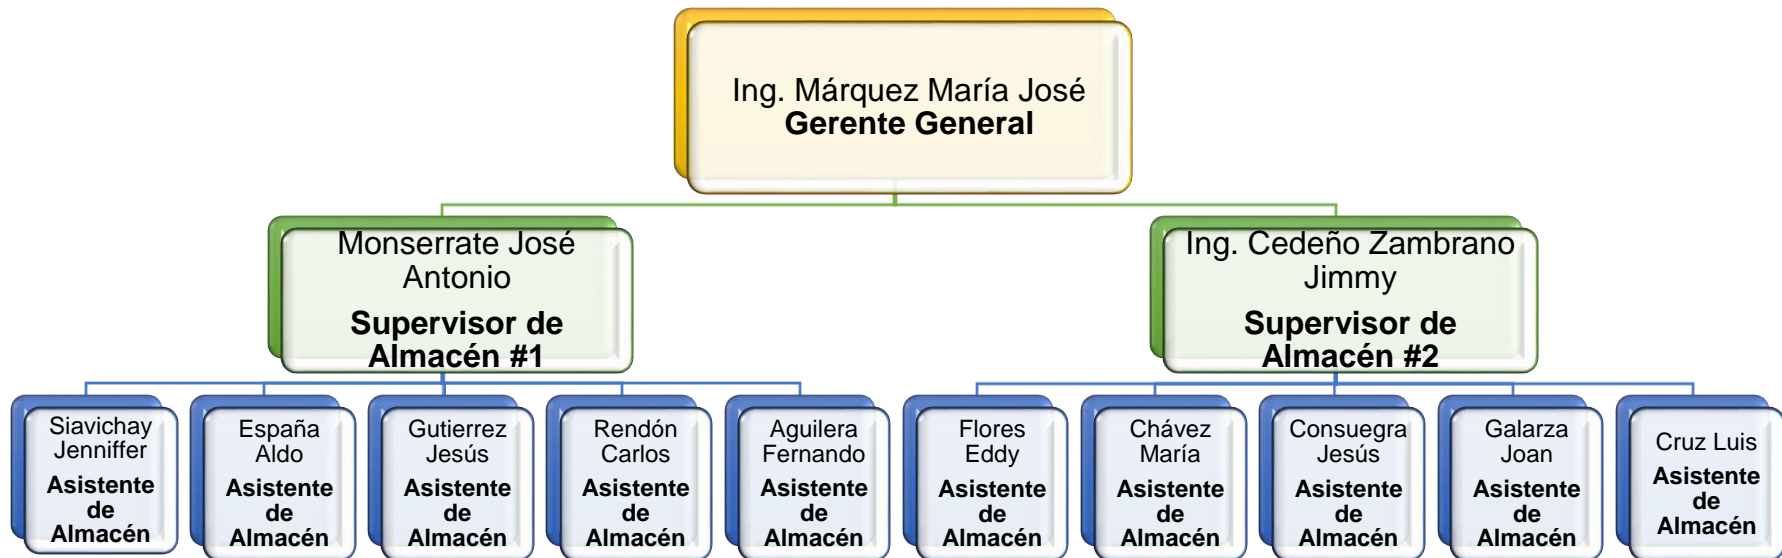 Ing. Márquez María José
Gerente General
Monserrate José
Antonio
Supervisor de
Almacén #1
Ing. Cedeño Zambrano
Jimmy
Supervisor de
Almacén #2
Siavichay
Jenniffer
Asistente
de
Almacén
España
Aldo
Asistente
de
Almacén
Gutierrez
Jesús
Asistente
de
Almacén
Rendón
Carlos
Asistente
de
Almacén
Aguilera
Fernando
Asistente
de
Almacén
Flores
Eddy
Asistente
de
Almacén
Chávez
María
Asistente
de
Almacén
Consuegra
Jesús
Asistente
de
Almacén
Galarza
Joan
Asistente
de
Almacén
Cruz Luis
Asistente
de
Almacén